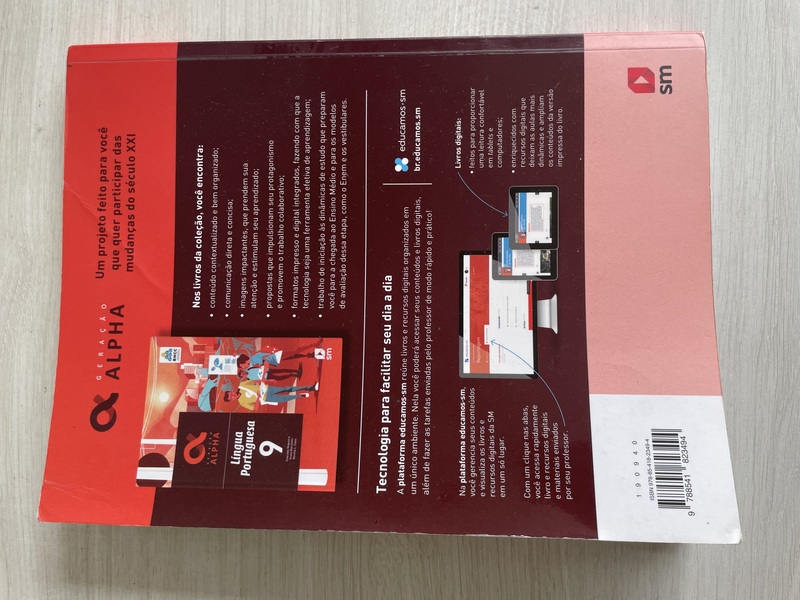 GERAÇÃO
ALPHA
Um projeto feito para você
que quer participar das
mudanças do século XXI
BNCC
GERAÇÃO
ALPHA
Língua
Portuguesa
9
sm
Nos livros da coleção, você encontra:
• conteúdo contextualizado e bem organizado;
• comunicação direta e concisa;
• imagens impactantes, que prendem sua
atenção e estimulam seu aprendizado;
• propostas que impulsionam seu protagonismo
e promovem o trabalho colaborativo;
• formatos impresso e digital integrados, fazendo com que a
tecnologia seja uma ferramenta efetiva de aprendizagem;
• trabalho de iniciação às dinâmicas de estudo que preparam
você para a chegada ao Ensino Médio e para os modelos
de avaliação dessa etapa, como o Enem e os vestibulares.
Tecnologia para facilitar seu dia a dia
A plataforma educamos·sm reúne livros e recursos digitais organizados em
um único ambiente. Nela você poderá acessar seus conteúdos e livros digitais,
além de fazer as tarefas enviadas pelo professor de modo rápido e prático!
educamos·sm
br.educamos.sm
Na plataforma educamos·sm,
você gerencia seus conteúdos
e visualiza os livros e
recursos digitais da SM
em um só lugar.
Com um clique nas abas,
você acessa rapidamente
livro e recursos digitais
e materiais enviados
por seu professor.
Reportagem
Livros digitais:
• feitos para proporcionar
uma leitura confortável
em tablets e
computadores;
• enriquecidos com
recursos digitais que
deixam as aulas mais
dinâmicas e ampliam
os conteúdos da versão
impressa do livro.
190940
ISBN 978-85-418-2349-4
9 788541 823494
sm